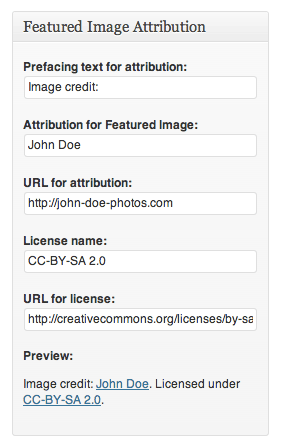 Featured Image Attribution
Prefacing text for attribution:
Image credit:
Attribution for Featured Image:
John Doe
URL for attribution:
http://john-doe-photos.com
License name:
CC-BY-SA 2.0
URL for license:
http://creativecommons.org/licenses/by-sa
Preview:
Image credit: John Doe. Licensed under
CC-BY-SA 2.0.